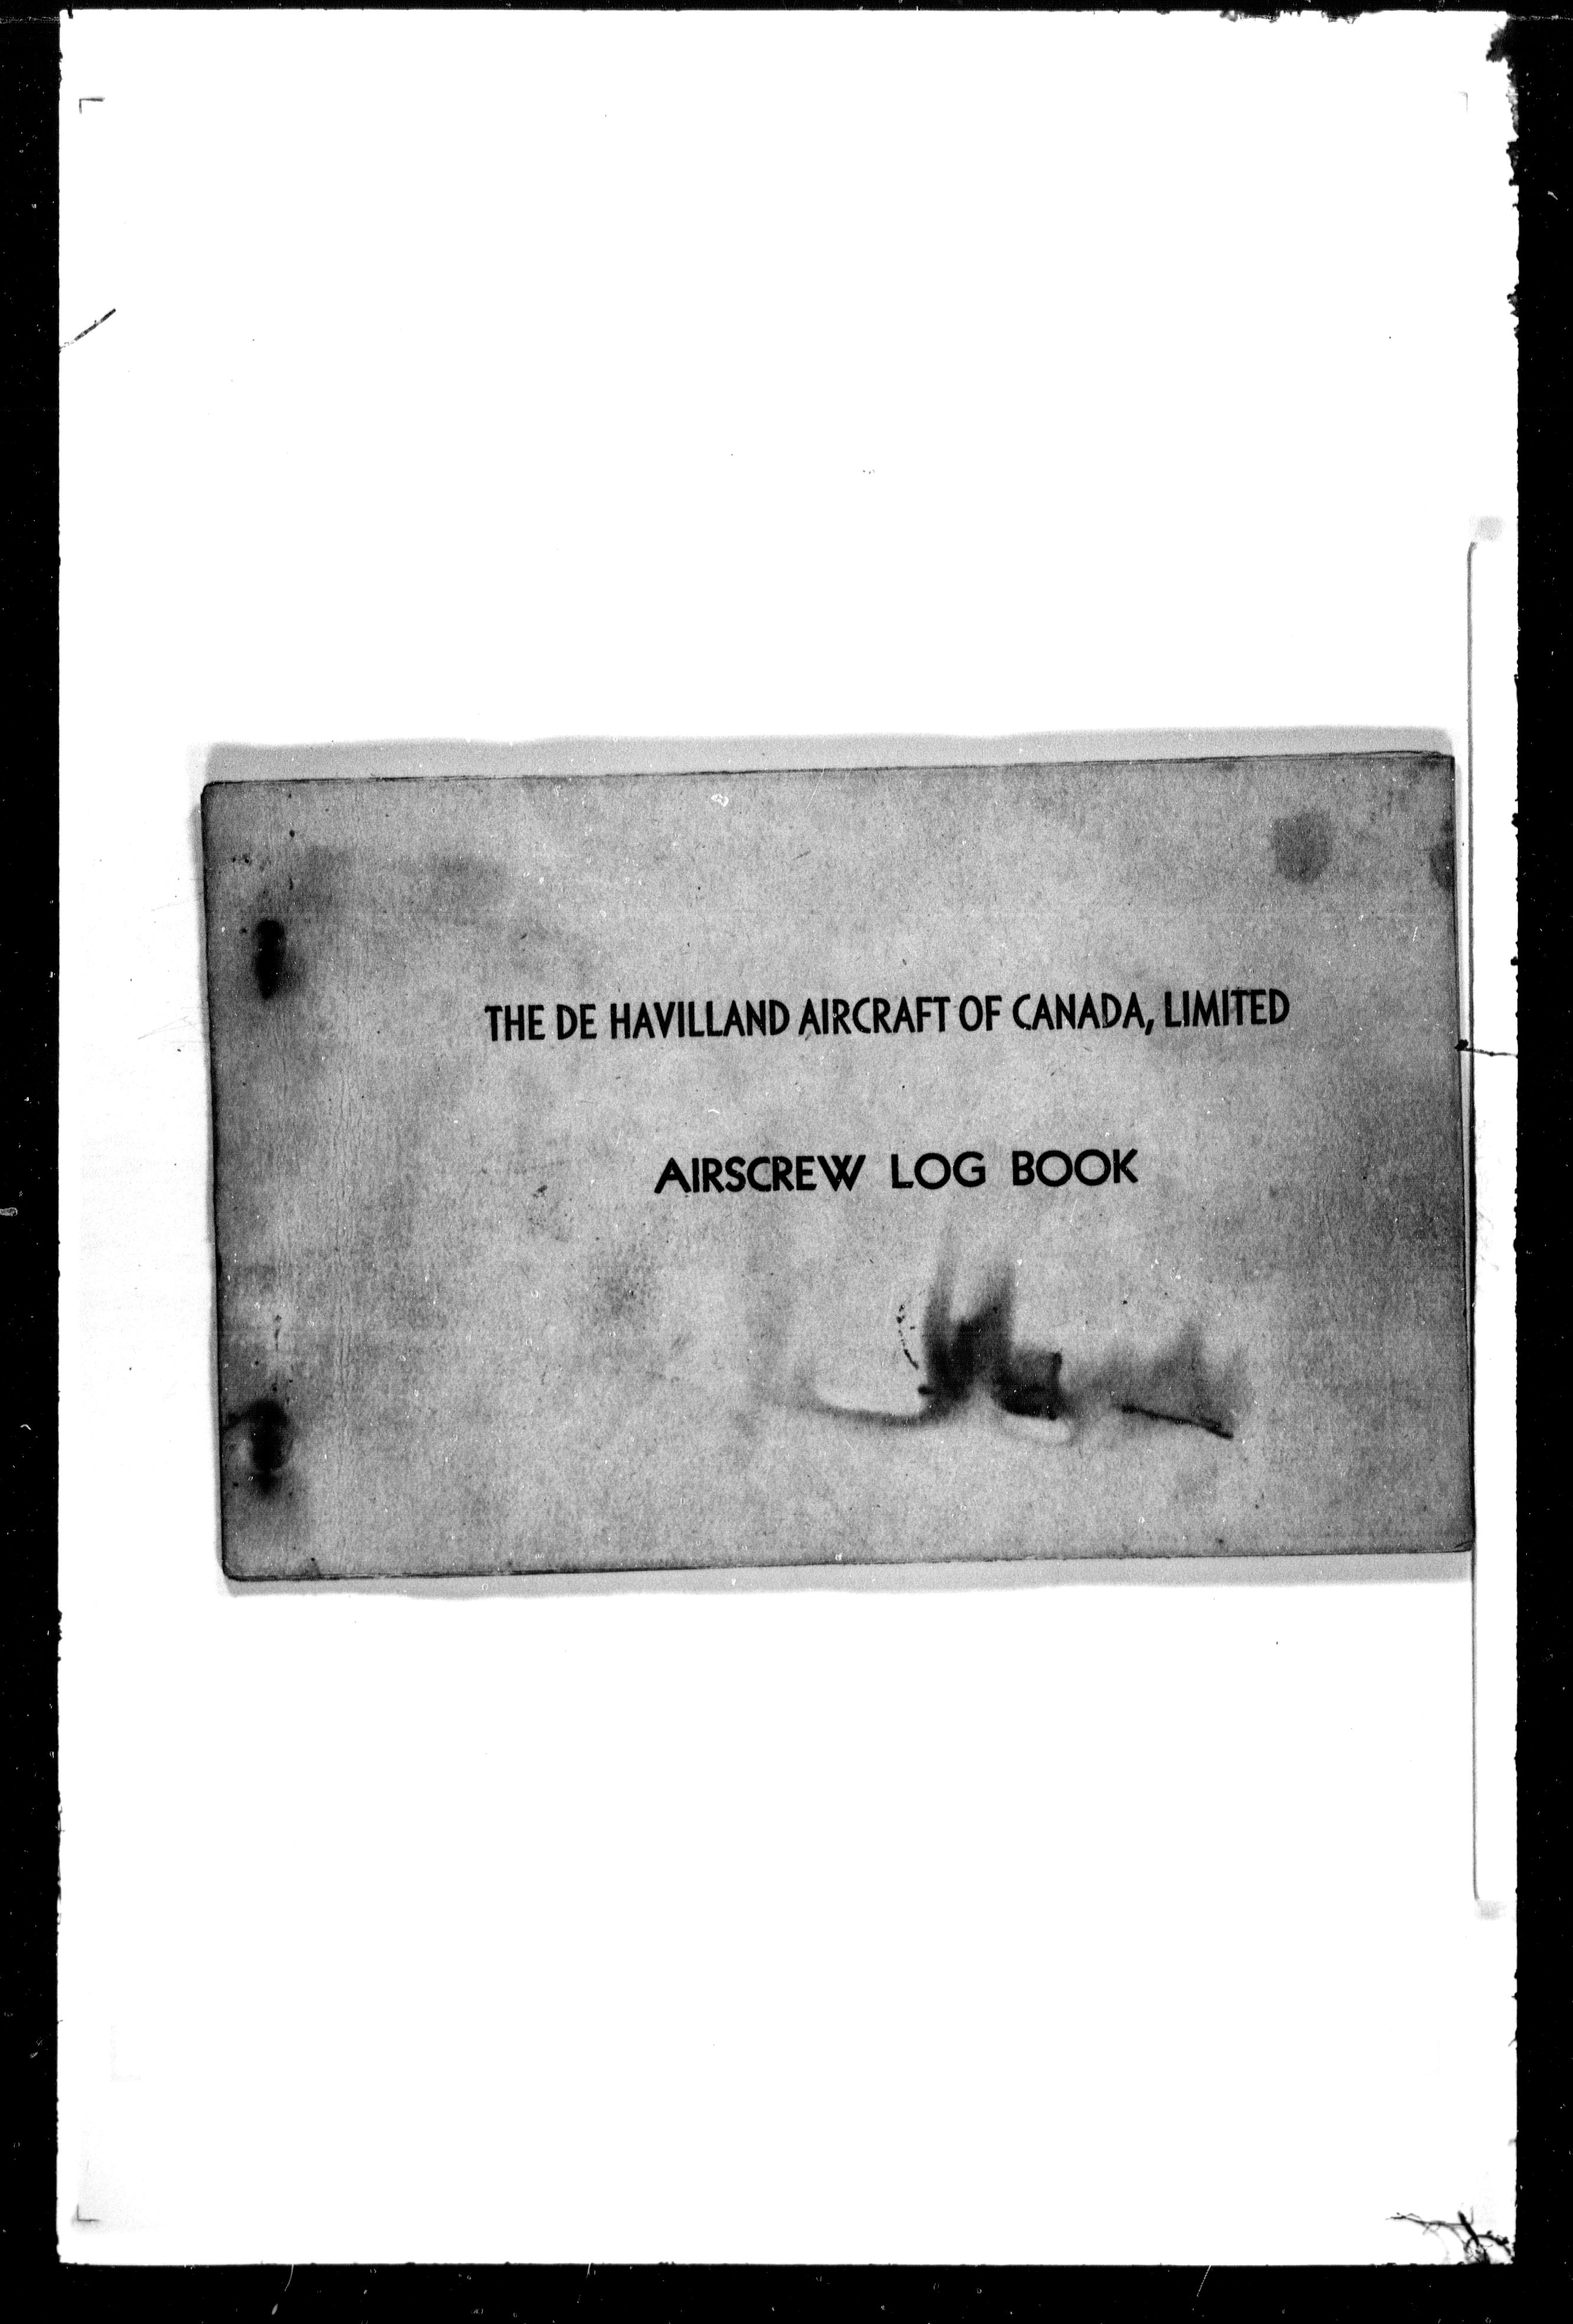 THE DE HAVILLAND AIRCRAFT OF CANADA, LIMITED
AIRSCREW LOG BOOK